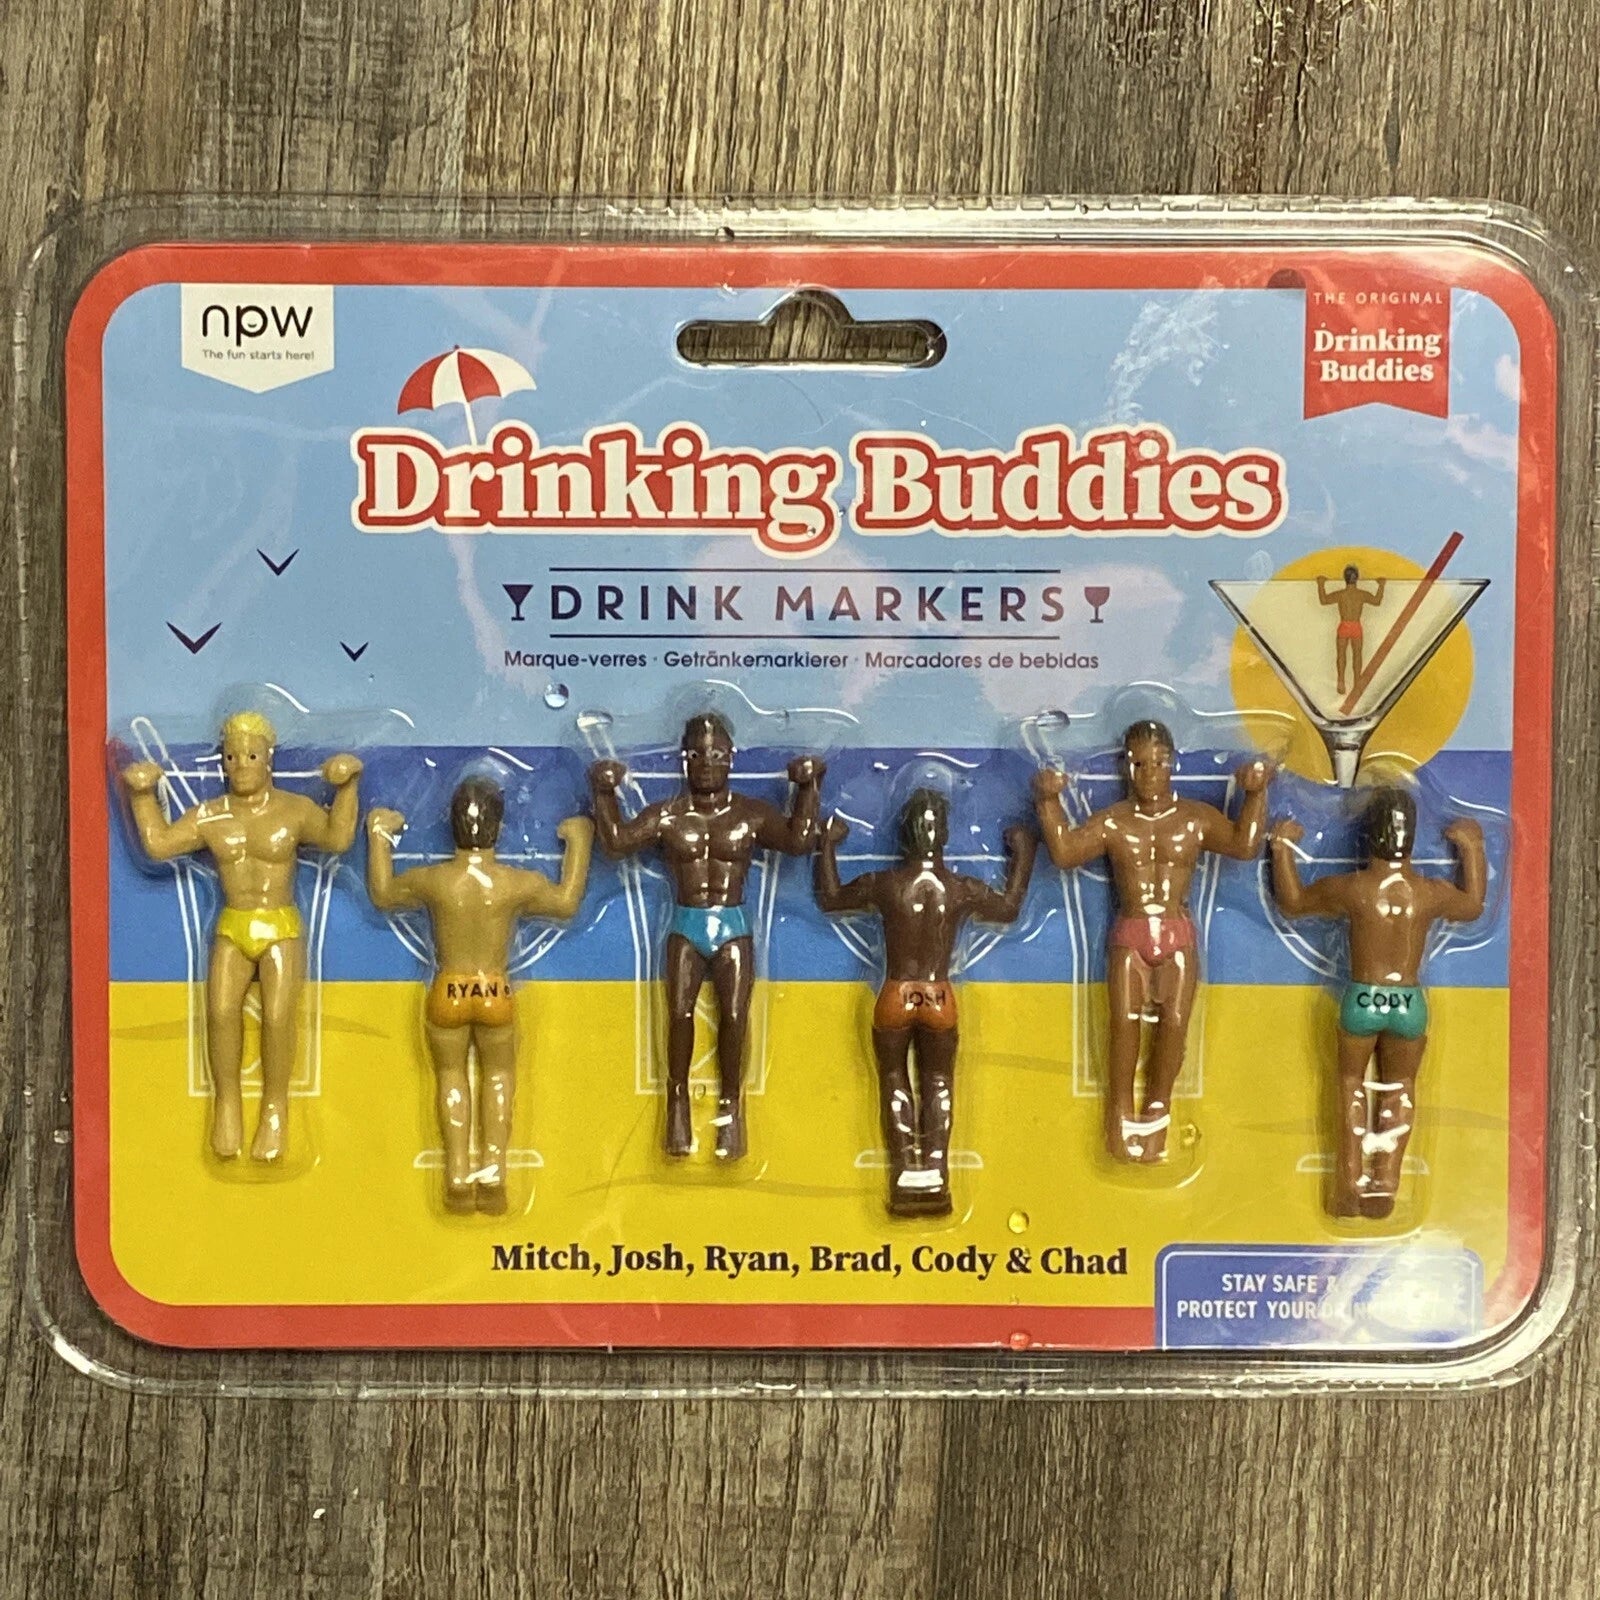 npw
The fun starts here!
THE ORIGINAL
Drinking
Buddies
Drinking Buddies
DRINK MARKERS
Marque-verres · Getränkemarkierer · Marcadores de bebidas
RYAN
JOSH
CODY
Mitch, Josh, Ryan, Brad, Cody & Chad
STAY SAFE &
PROTECT YOUR